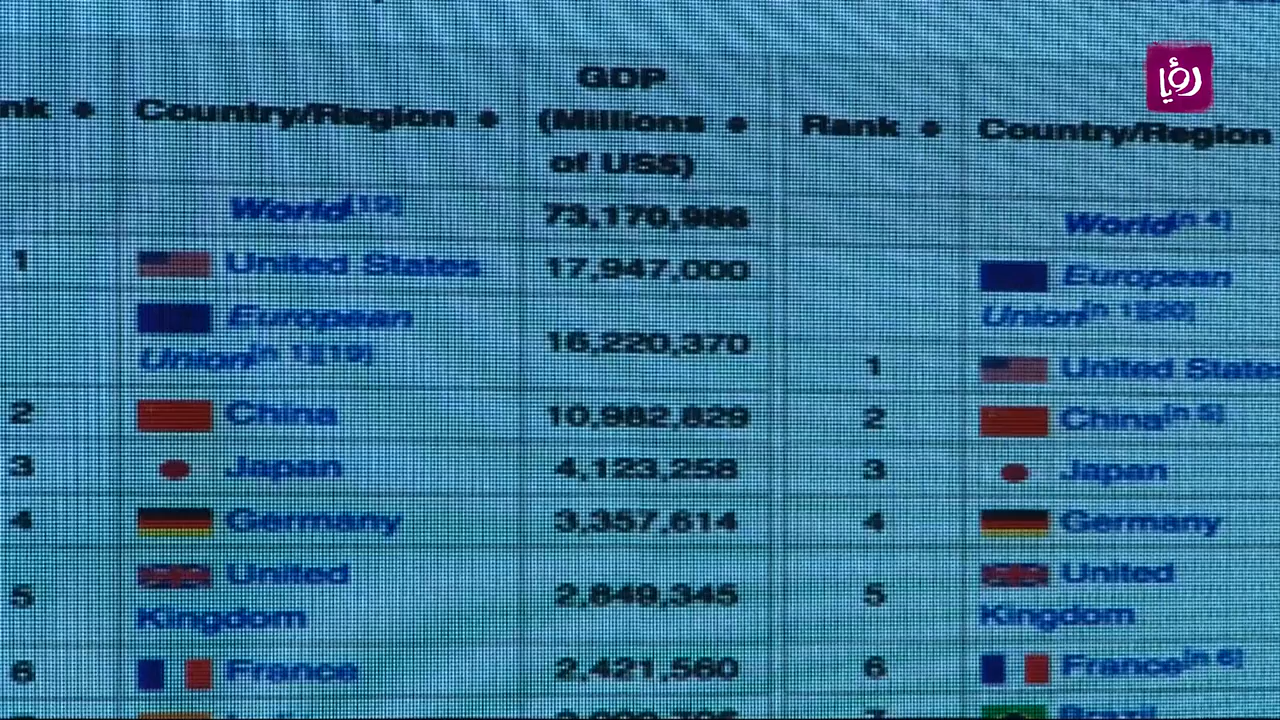 رؤيا
GDP
nk Country/Region (Millions Rank Country/Region
of US$)
World[19] 73,170,986 World[n 4]
1 United States 17,947,000 European
European Union[n 1][20]
Union[n 1][19] 16,220,370
1 United States
2 China 10,982,829 2 China[n 5]
3 Japan 4,123,258 3 Japan
4 Germany 3,357,614 4 Germany
5 United Kingdom 2,849,345 5 United Kingdom
6 France 2,421,560 6 France[n 6]
7 Brazil